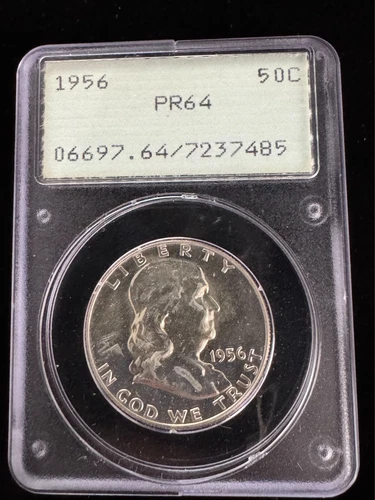 1956 50C
PR64
06697.64/7237485
LIBERTY
1956
IN GOD WE TRUST